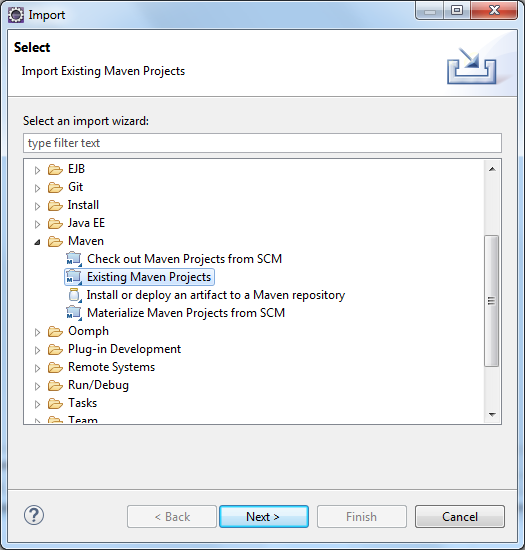 Import
Select
Import Existing Maven Projects
Select an import wizard:
type filter text
EJB
Git
Install
Java EE
Maven
Check out Maven Projects from SCM
Existing Maven Projects
Install or deploy an artifact to a Maven repository
Materialize Maven Projects from SCM
Oomph
Plug-in Development
Remote Systems
Run/Debug
Tasks
Team
? < Back Next > Finish Cancel